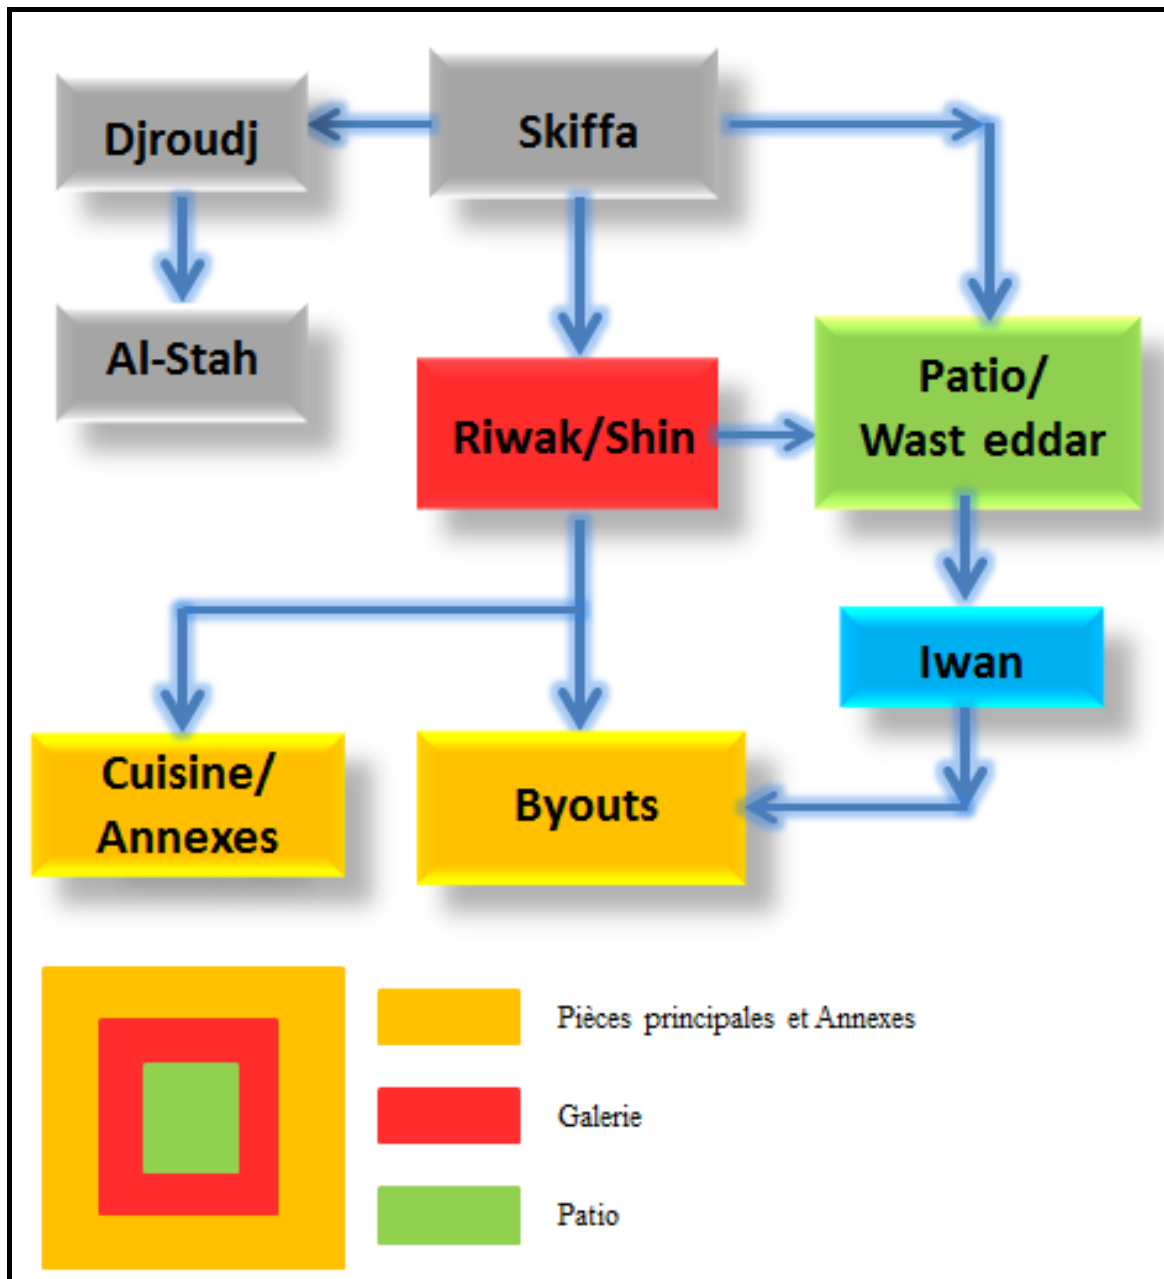 Djroudj
Skiffa
Al-Stah
Riwak/Shin
Patio/
Wast eddar
Iwan
Cuisine/
Annexes
Byouts
Pièces principales et Annexes
Galerie
Patio